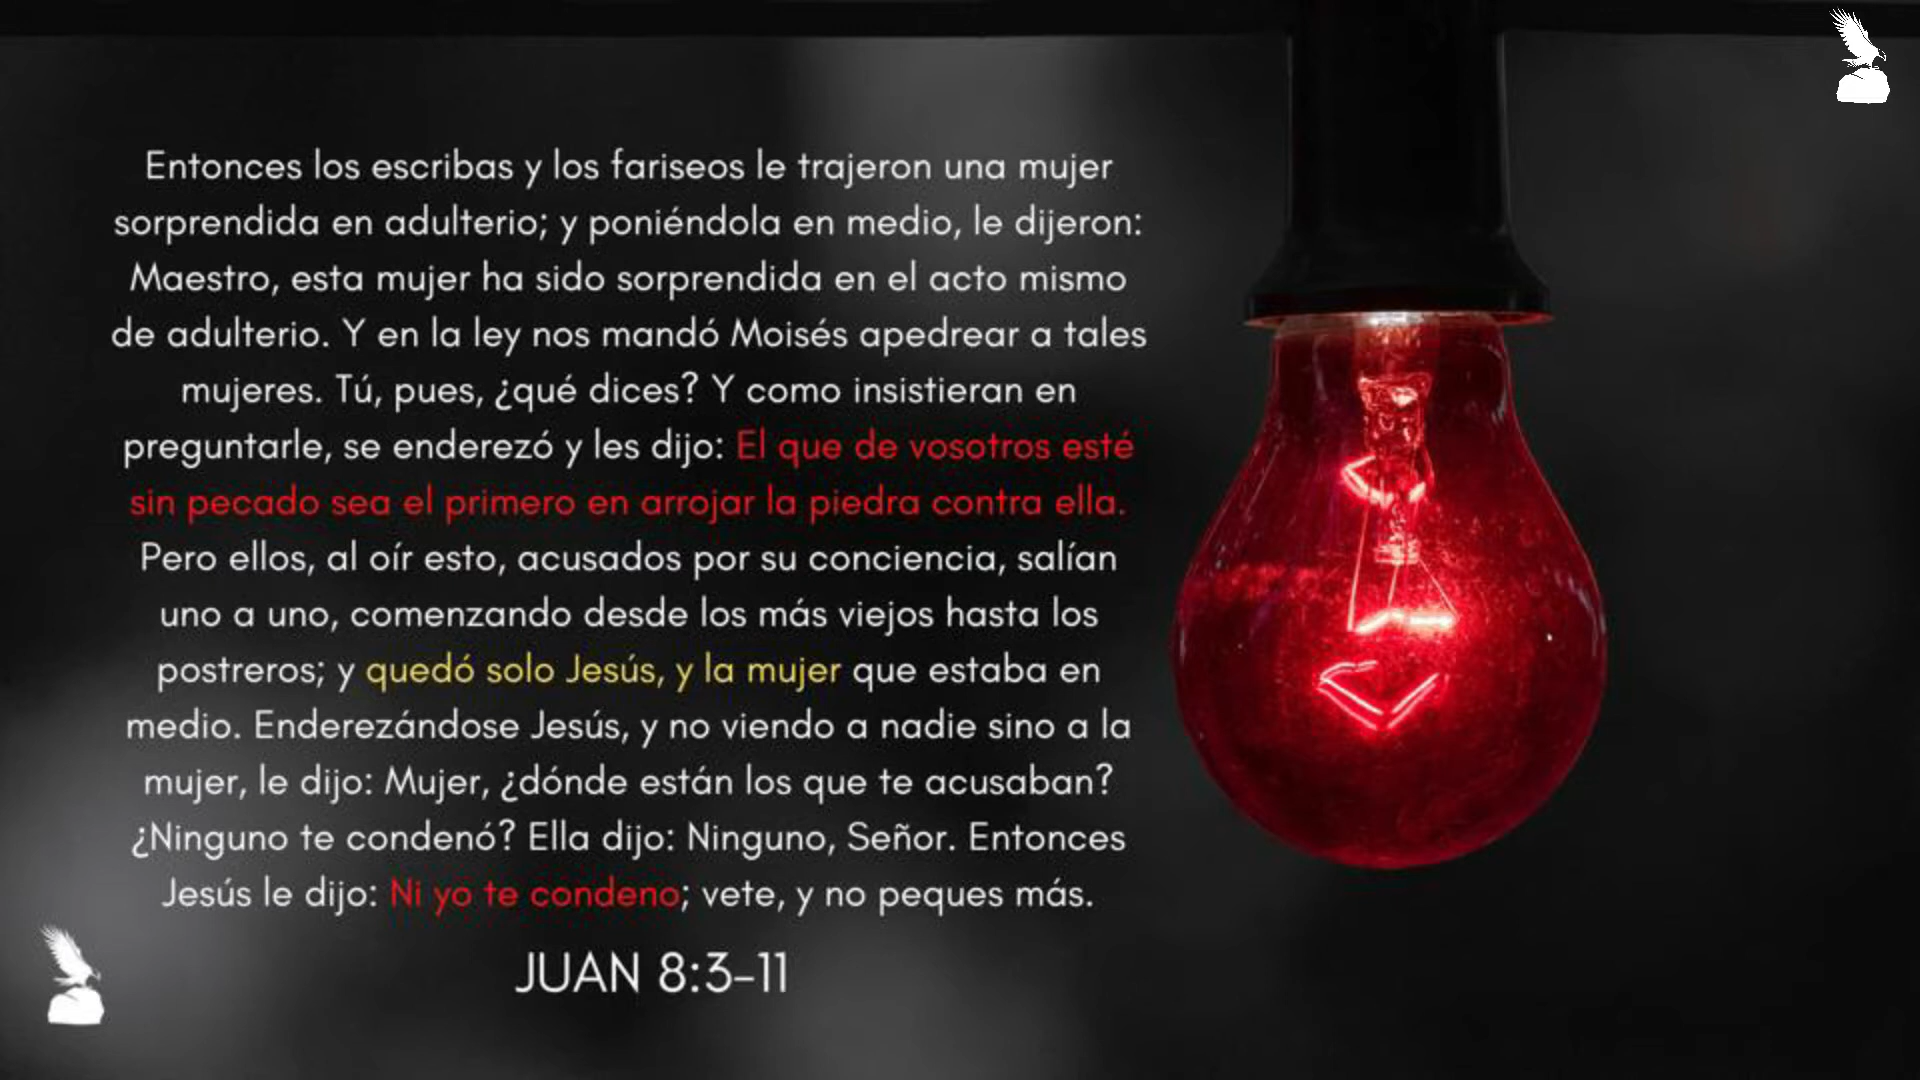 Entonces los escribas y los fariseos le trajeron una mujer
sorprendida en adulterio; y poniéndola en medio, le dijeron:
Maestro, esta mujer ha sido sorprendida en el acto mismo
de adulterio. Y en la ley nos mandó Moisés apedrear a tales
mujeres. Tú, pues, ¿qué dices? Y como insistieran en
preguntarle, se enderezó y les dijo: El que de vosotros esté
sin pecado sea el primero en arrojar la piedra contra ella.
Pero ellos, al oír esto, acusados por su conciencia, salían
uno a uno, comenzando desde los más viejos hasta los
postreros; y quedó solo Jesús, y la mujer que estaba en
medio. Enderezándose Jesús, y no viendo a nadie sino a la
mujer, le dijo: Mujer, ¿dónde están los que te acusaban?
¿Ninguno te condenó? Ella dijo: Ninguno, Señor. Entonces
Jesús le dijo: Ni yo te condeno; vete, y no peques más.
JUAN 8:3-11